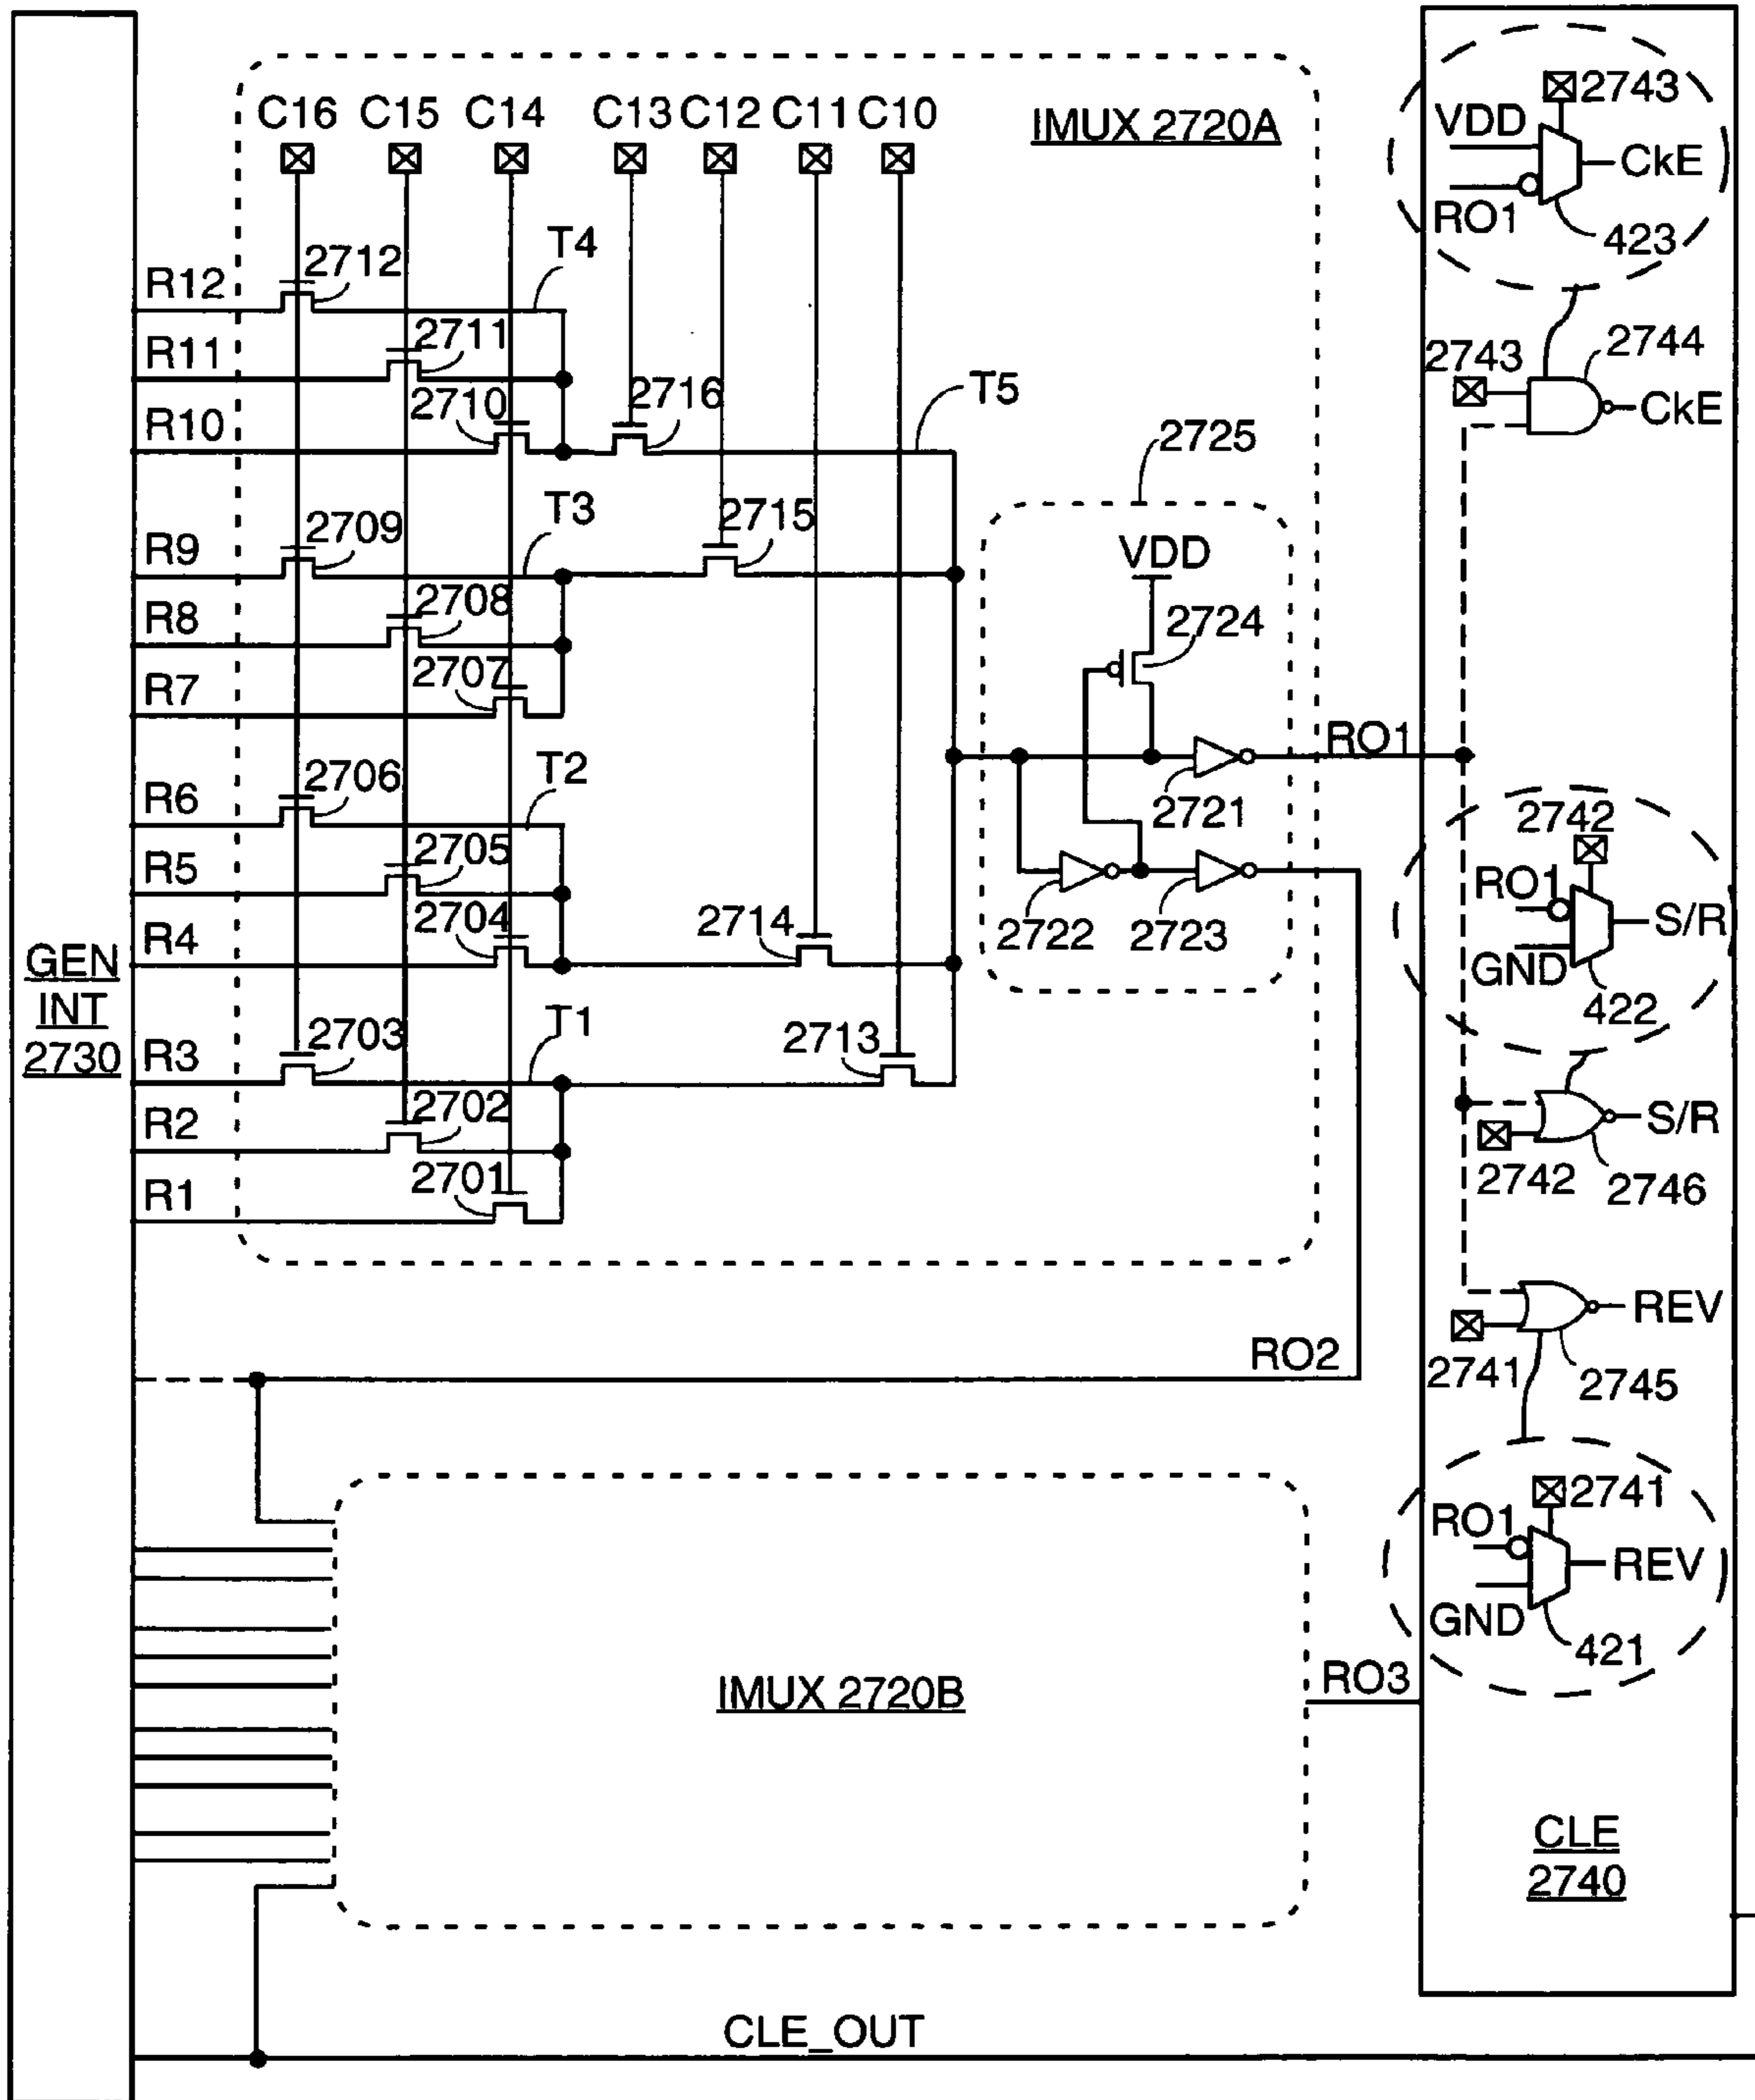 C16 C15 C14 C13 C12 C11 C10
IMUX 2720A
2743
VDD
CkE
RO1
423
2712
T4
R12
2711
R11
2743
2744
2710
2716
T5
CkE
R10
2725
2709
T3
2715
R9
VDD
2708
R8
2724
2707
R7
RO1
2706
T2
R6
2721
2742
2705
R5
RO1
2704
2714
S/R
R4
2722
2723
GND
GEN
INT
2730
422
2703
T1
2713
R3
2702
R2
S/R
2701
2742
2746
R1
REV
RO2
2741
2745
2741
RO1
REV
GND
421
RO3
IMUX 2720B
CLE
2740
CLE_OUT